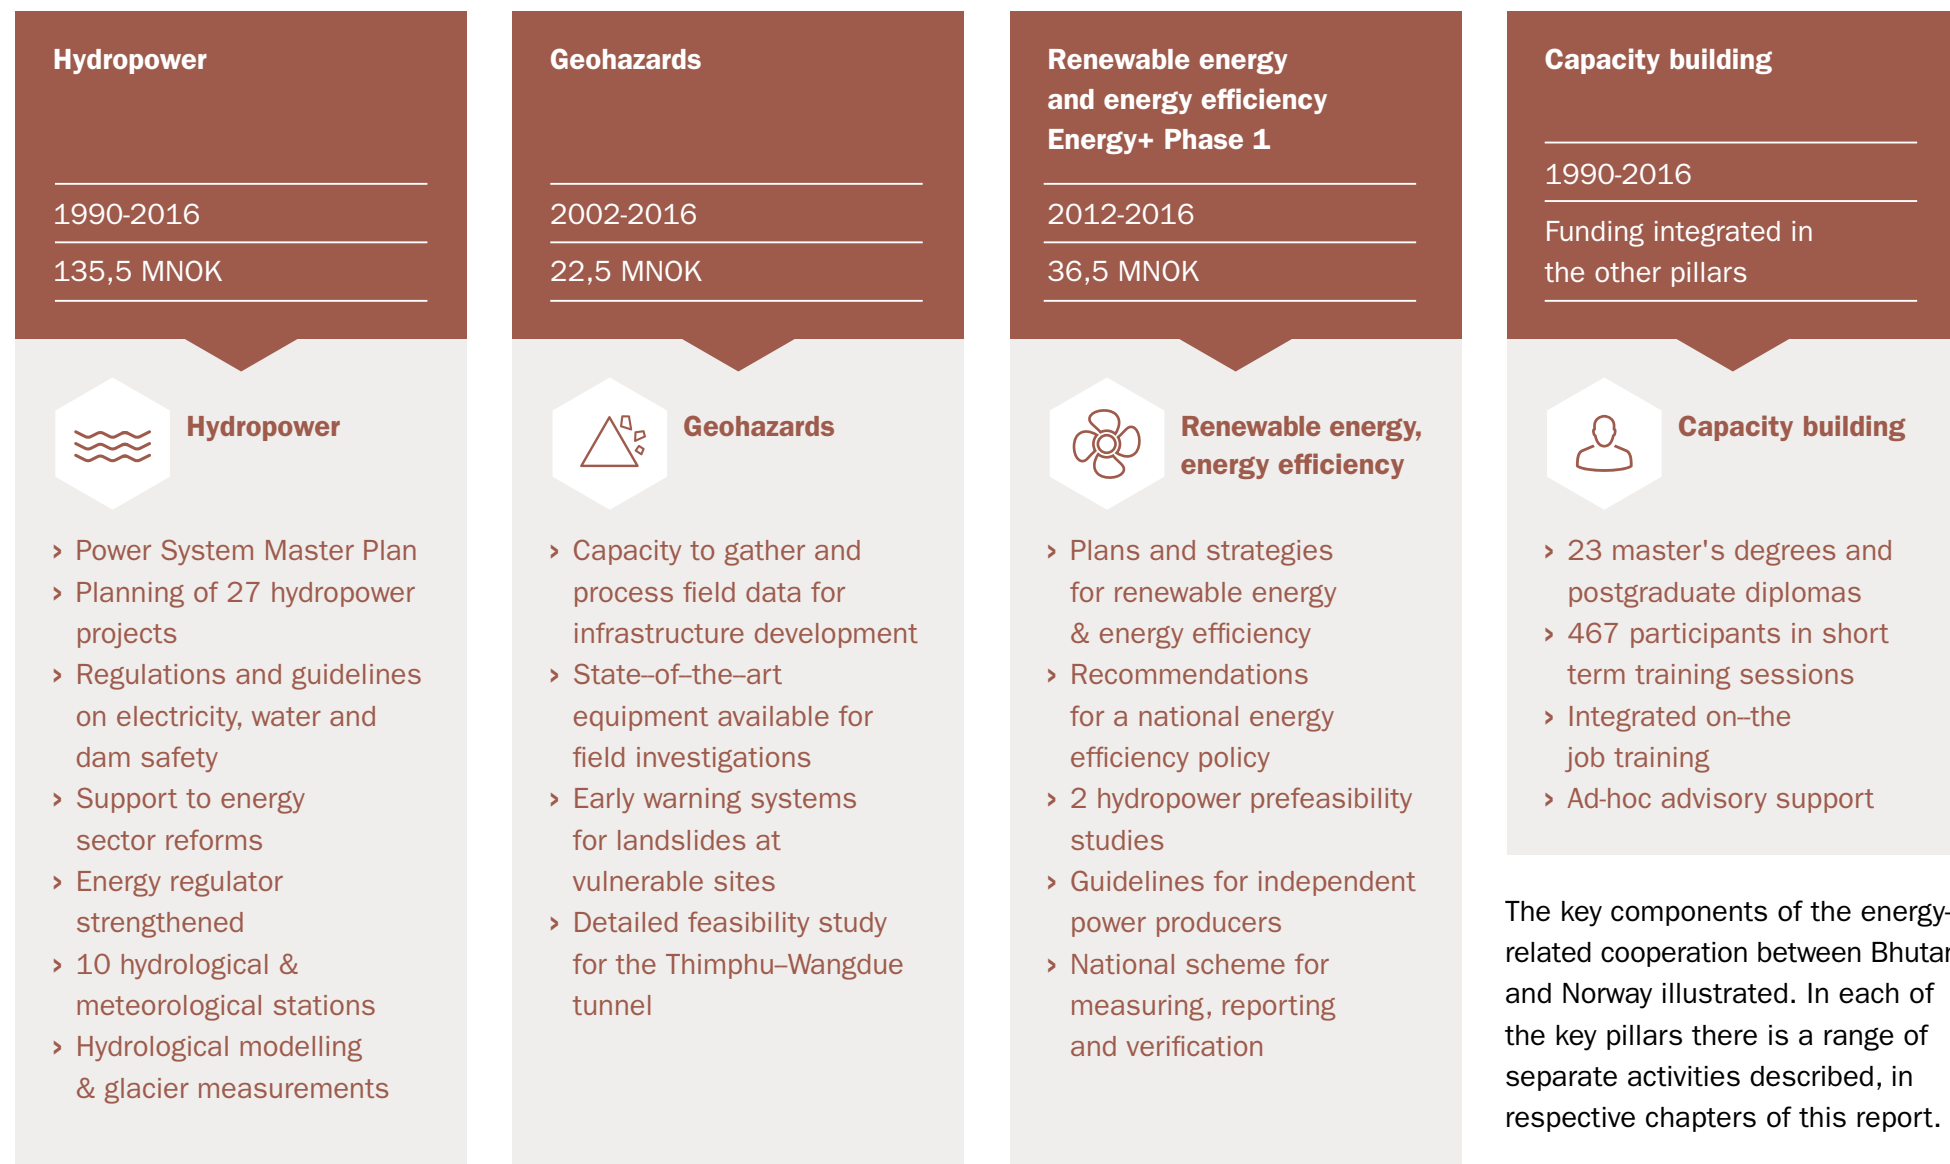 Hydropower
1990-2016
135,5 MNOK
Hydropower
› Power System Master Plan
› Planning of 27 hydropower
projects
› Regulations and guidelines
on electricity, water and
dam safety
› Support to energy
sector reforms
› Energy regulator
strengthened
› 10 hydrological &
meteorological stations
› Hydrological modelling
& glacier measurements
Geohazards
2002-2016
22,5 MNOK
Geohazards
› Capacity to gather and
process field data for
infrastructure development
› State–of–the–art
equipment available for
field investigations
› Early warning systems
for landslides at
vulnerable sites
› Detailed feasibility study
for the Thimphu–Wangdue
tunnel
Renewable energy
and energy efficiency
Energy+ Phase 1
2012-2016
36,5 MNOK
Renewable energy,
energy efficiency
› Plans and strategies
for renewable energy
& energy efficiency
› Recommendations
for a national energy
efficiency policy
› 2 hydropower prefeasibility
studies
› Guidelines for independent
power producers
› National scheme for
measuring, reporting
and verification
Capacity building
1990-2016
Funding integrated in
the other pillars
Capacity building
› 23 master's degrees and
postgraduate diplomas
› 467 participants in short
term training sessions
› Integrated on–the
job training
› Ad-hoc advisory support
The key components of the energy-
related cooperation between Bhutan
and Norway illustrated. In each of
the key pillars there is a range of
separate activities described, in
respective chapters of this report.